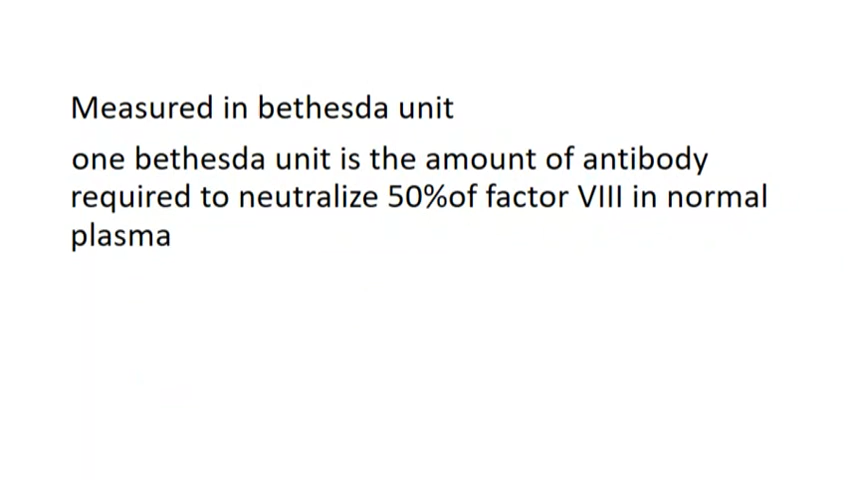 Measured in bethesda unit
one bethesda unit is the amount of antibody
required to neutralize 50%of factor VIII in normal
plasma